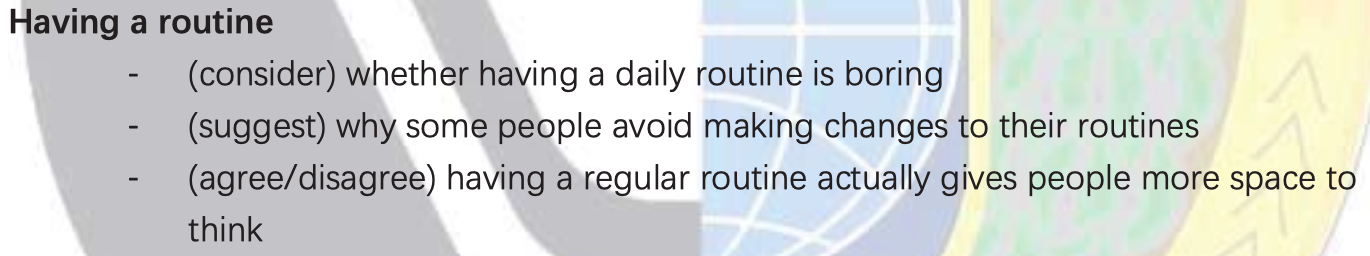 Having a routine
- (consider) whether having a daily routine is boring
- (suggest) why some people avoid making changes to their routines
- (agree/disagree) having a regular routine actually gives people more space to
think